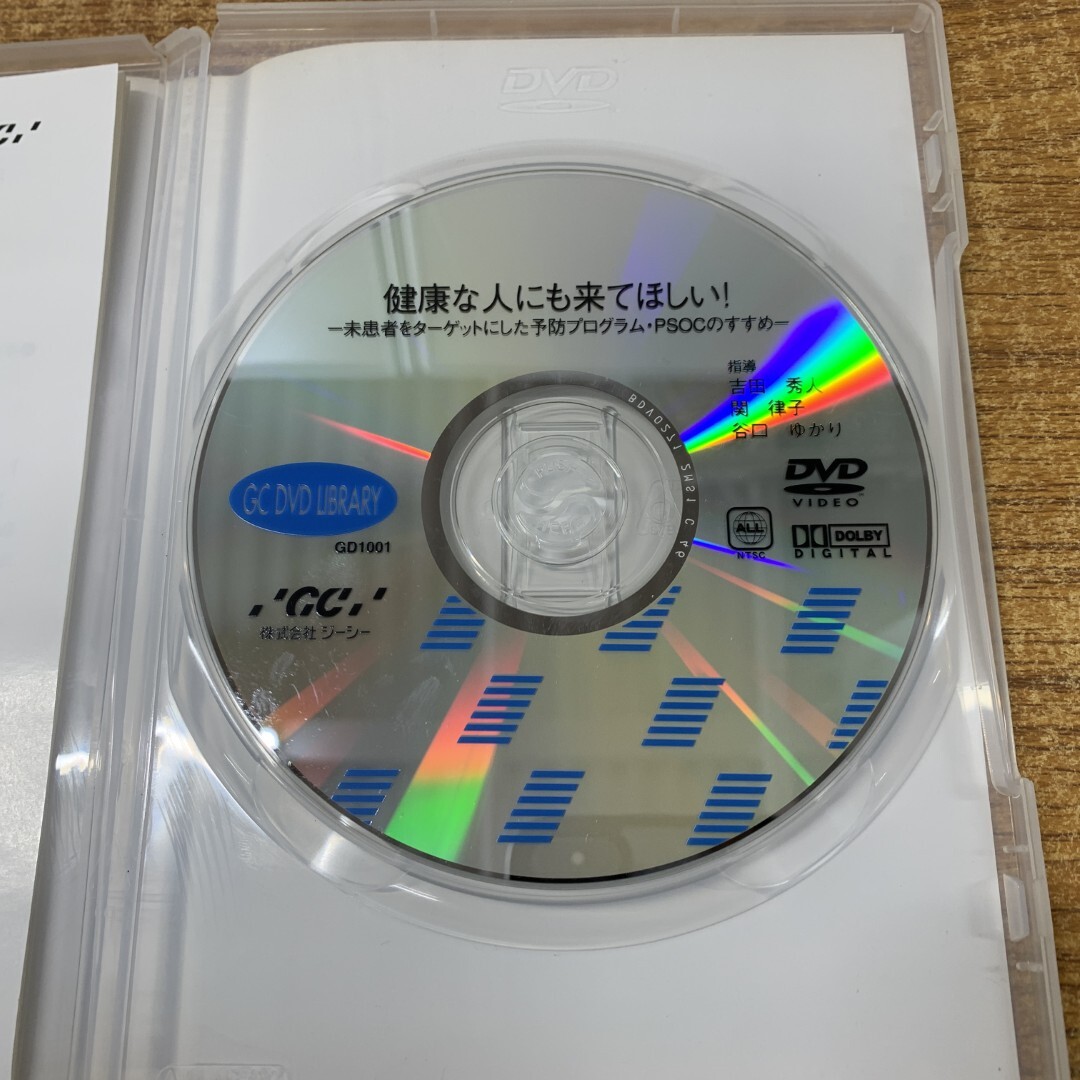 DVD
健康な人にも来てほしい!
ー未患者をターゲットにした予防プログラム・PSOCのすすめー
指導
吉田 秀人
関 律子
谷口 ゆかり
GC DVD LIBRARY
GD1001
GC
株式会社 ジーシー
DVD
VIDEO
ALL
NTSC
DOLBY
DIGITAL